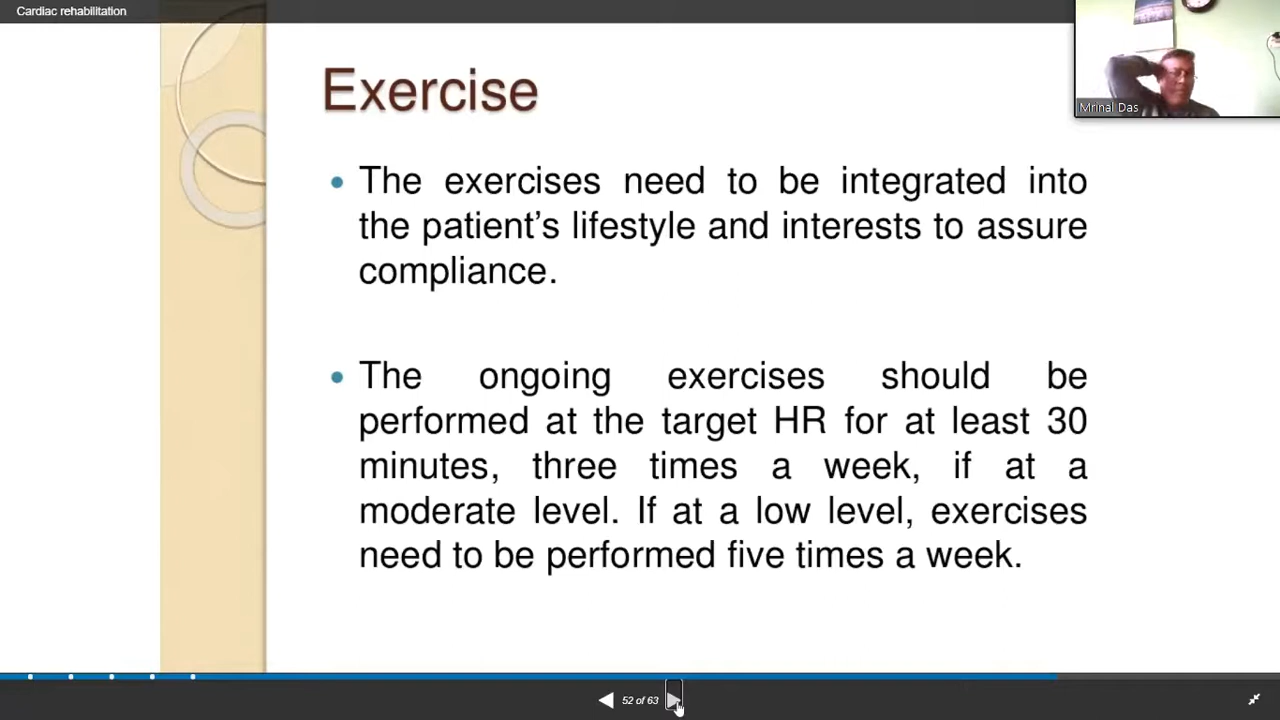 Cardiac rehabilitation
Exercise
Mrinal Das
• The exercises need to be integrated into
the patient’s lifestyle and interests to assure
compliance.
• The ongoing exercises should be
performed at the target HR for at least 30
minutes, three times a week, if at a
moderate level. If at a low level, exercises
need to be performed five times a week.
52 of 63